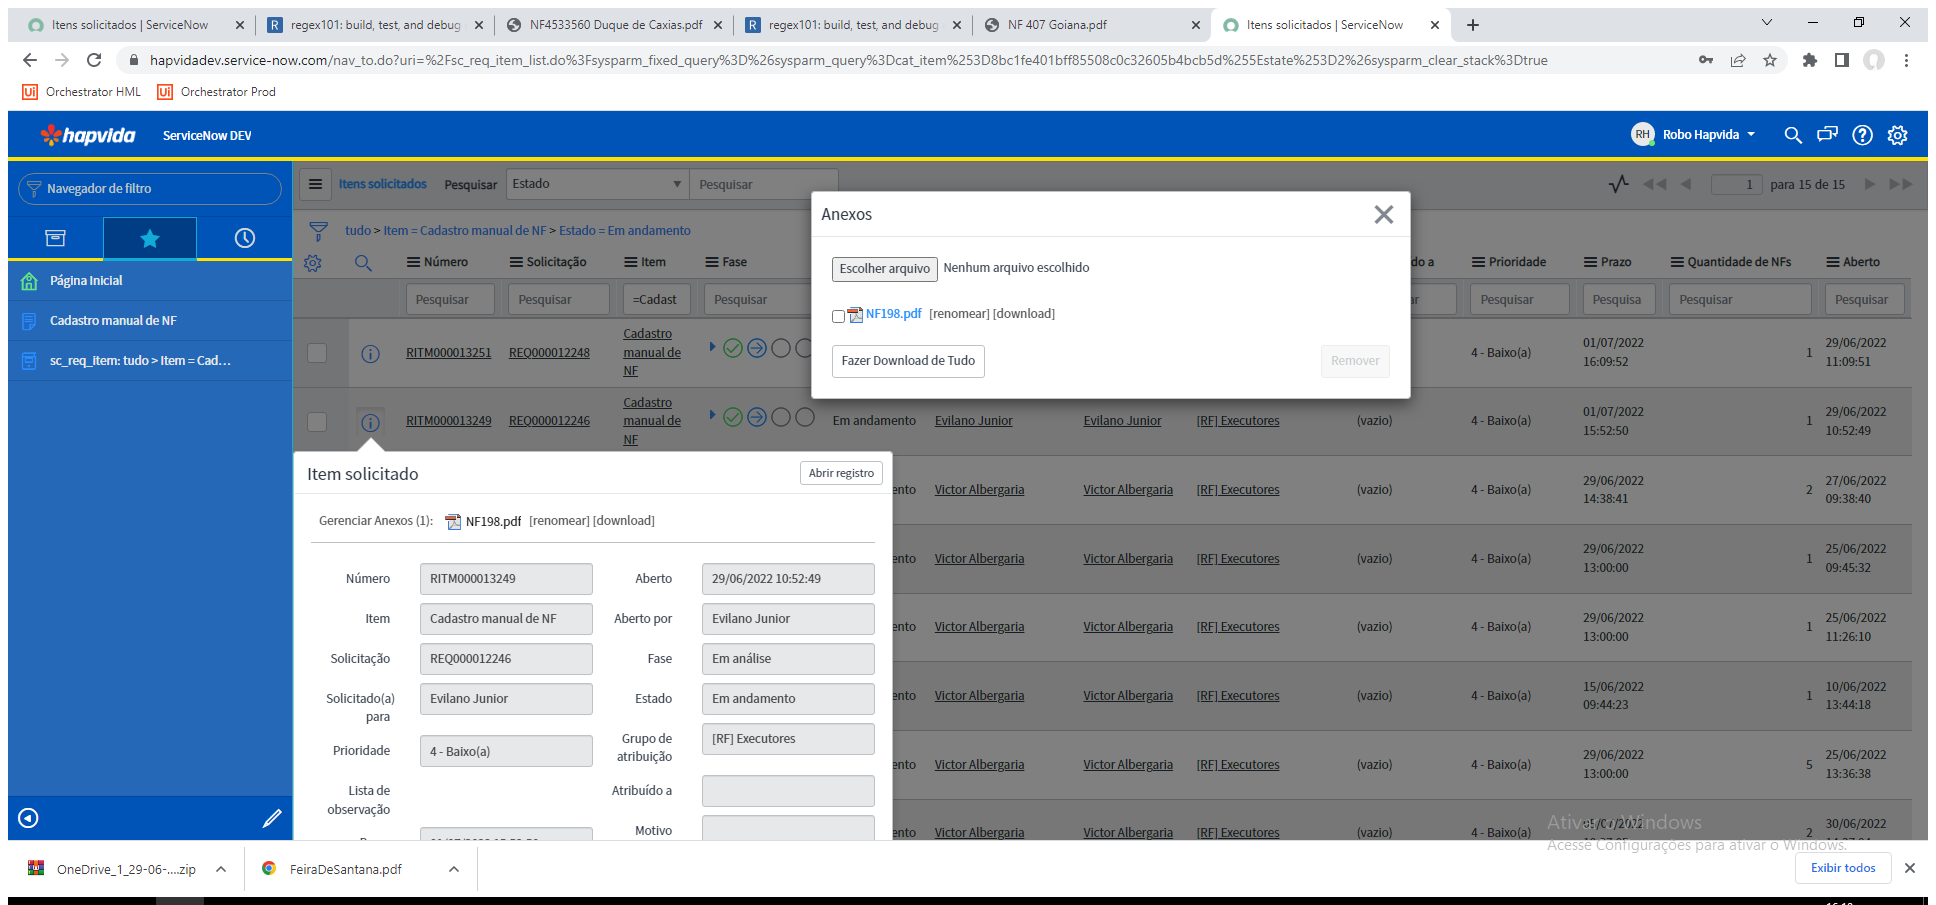 Itens solicitados | ServiceNow
regex101: build, test, and debug
NF4533560 Duque de Caxias.pdf
regex101: build, test, and debug
NF 407 Goiana.pdf
Itens solicitados | ServiceNow
hapvidadev.service-now.com/nav_to.do?uri=%2Fsc_req_item_list.do%3Fsysparm_fixed_query%3D%26sysparm_query%3Dcat_item%253D8bc1fe401bff85508c0c32605b4bcb5d%255Estate%253D2%26sysparm_clear_stack%3Dtrue
Ui Orchestrator HML
Ui Orchestrator Prod
hapvida ServiceNow DEV
RH Robo Hapvida
Navegador de filtro
Página Inicial
Cadastro manual de NF
sc_req_item: tudo > Item = Cad...
Itens solicitados Pesquisar Estado Pesquisar
1 para 15 de 15
tudo > Item = Cadastro manual de NF > Estado = Em andamento
Número Solicitação Item Fase do a Prioridade Prazo Quantidade de NFs Aberto
Pesquisar Pesquisar =Cadast Pesquisar ar Pesquisar Pesquisa Pesquisar Pesquisar
RITM000013251 REQ000012248 Cadastro manual de NF 4 - Baixo(a) 01/07/2022 16:09:52 1 29/06/2022 11:09:51
RITM000013249 REQ000012246 Cadastro manual de NF Em andamento Evilano Junior Evilano Junior [RF] Executores (vazio) 4 - Baixo(a) 01/07/2022 15:52:50 1 29/06/2022 10:52:49
ento Victor Albergaria Victor Albergaria [RF] Executores (vazio) 4 - Baixo(a) 29/06/2022 14:38:41 2 27/06/2022 09:38:40
ento Victor Albergaria Victor Albergaria [RF] Executores (vazio) 4 - Baixo(a) 29/06/2022 13:00:00 1 25/06/2022 09:45:32
ento Victor Albergaria Victor Albergaria [RF] Executores (vazio) 4 - Baixo(a) 29/06/2022 13:00:00 1 25/06/2022 11:26:10
ento Victor Albergaria Victor Albergaria [RF] Executores (vazio) 4 - Baixo(a) 15/06/2022 09:44:23 1 10/06/2022 13:44:18
ento Victor Albergaria Victor Albergaria [RF] Executores (vazio) 4 - Baixo(a) 29/06/2022 13:00:00 5 25/06/2022 13:36:38
ento Victor Albergaria Victor Albergaria [RF] Executores (vazio) 4 - Baixo(a) 2 30/06/2022
Anexos
Escolher arquivo Nenhum arquivo escolhido
NF198.pdf [renomear] [download]
Fazer Download de Tudo Remover
Item solicitado Abrir registro
Gerenciar Anexos (1): NF198.pdf [renomear] [download]
Número RITM000013249 Aberto 29/06/2022 10:52:49
Item Cadastro manual de NF Aberto por Evilano Junior
Solicitação REQ000012246 Fase Em análise
Solicitado(a) para Evilano Junior Estado Em andamento
Prioridade 4 - Baixo(a) Grupo de atribuição [RF] Executores
Lista de observação Atribuído a
Motivo
Ativar o Windows
Acesse Configurações para ativar o Windows.
OneDrive_1_29-06-....zip
FeiraDeSantana.pdf
Exibir todos